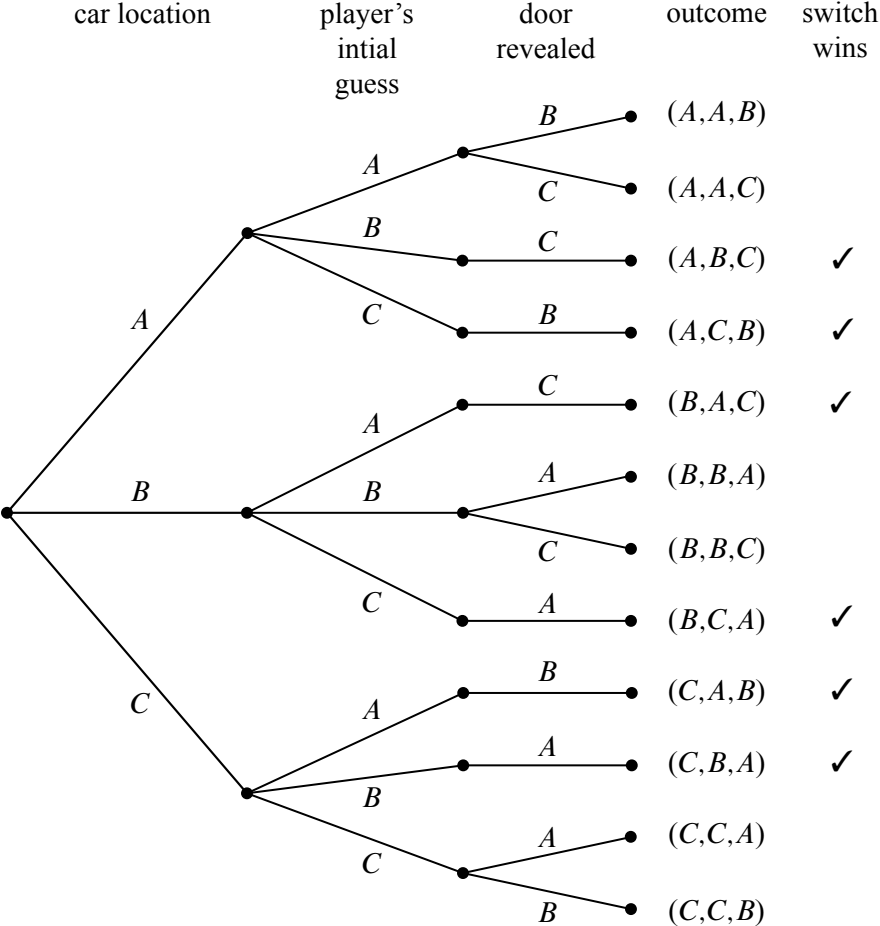 car location
player's
intial
guess
door
revealed
outcome
switch
wins
B
(A,A,B)
A
C
(A,A,C)
B
C
(A,B,C) ✓
C
B
(A,C,B) ✓
A
C
(B,A,C) ✓
A
B
B
A
(B,B,A)
C
(B,B,C)
C
A
(B,C,A) ✓
C
A
B
(C,A,B) ✓
B
A
(C,B,A) ✓
C
A
(C,C,A)
B
(C,C,B)